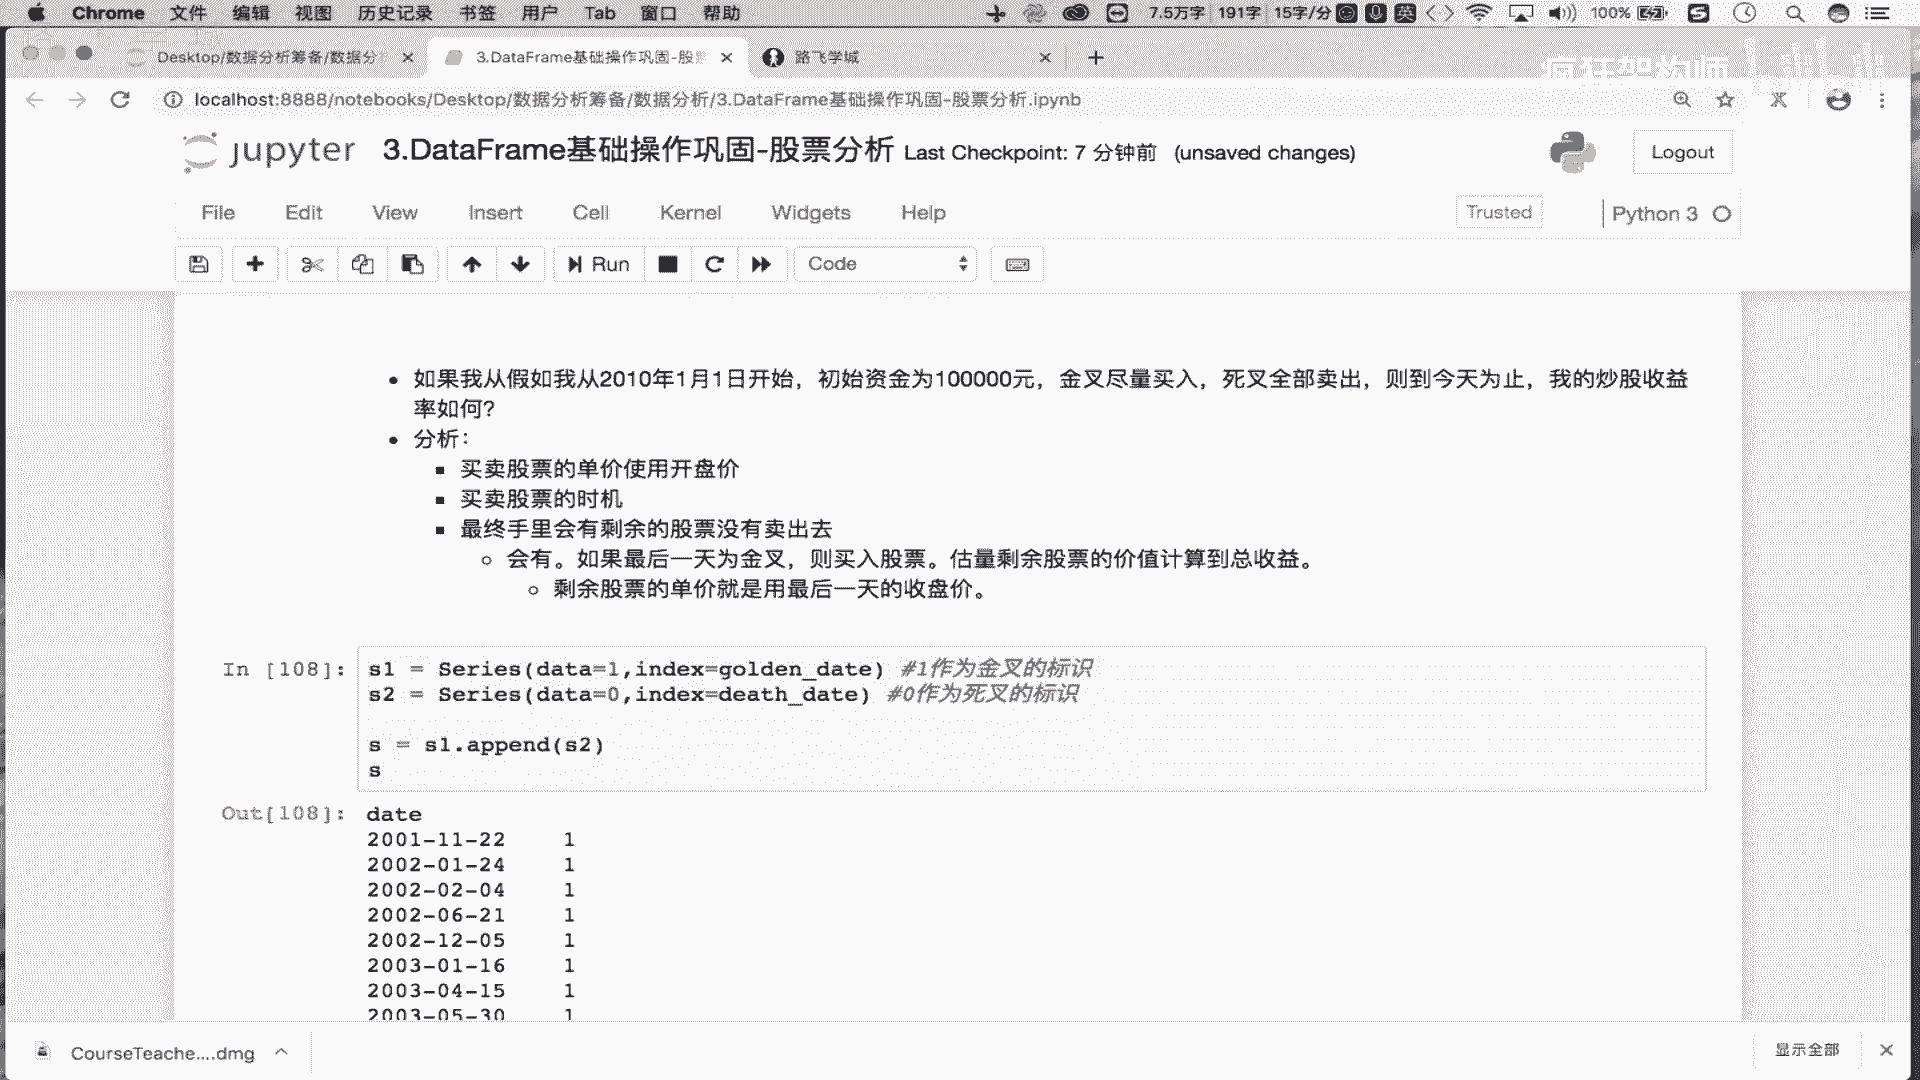 Chrome 文件 编辑 视图 历史记录 书签 用户 Tab 窗口 帮助 7.5万字 191字 15字/分 英 100%
Desktop/数据分析筹备/数据分 3.DataFrame基础操作巩固-股 路飞学城
疯狂架构师
localhost:8888/notebooks/Desktop/数据分析筹备/数据分析/3.DataFrame基础操作巩固-股票分析.ipynb
jupyter 3.DataFrame基础操作巩固-股票分析 Last Checkpoint: 7 分钟前 (unsaved changes) Logout
File Edit View Insert Cell Kernel Widgets Help Trusted Python 3
Run Code
如果我从假如我从2010年1月1日开始，初始资金为100000元，金叉尽量买入，死叉全部卖出，则到今天为止，我的炒股收益
率如何？
分析：
买卖股票的单价使用开盘价
买卖股票的时机
最终手里会有剩余的股票没有卖出去
会有。如果最后一天为金叉，则买入股票。估量剩余股票的价值计算到总收益。
剩余股票的单价就是用最后一天的收盘价。
In [108]: s1 = Series(data=1,index=golden_date) #1作为金叉的标识
s2 = Series(data=0,index=death_date) #0作为死叉的标识
s = s1.append(s2)
s
Out[108]: date
2001-11-22 1
2002-01-24 1
2002-02-04 1
2002-06-21 1
2002-12-05 1
2003-01-16 1
2003-04-15 1
2003-05-30 1
CourseTeache....dmg 显示全部